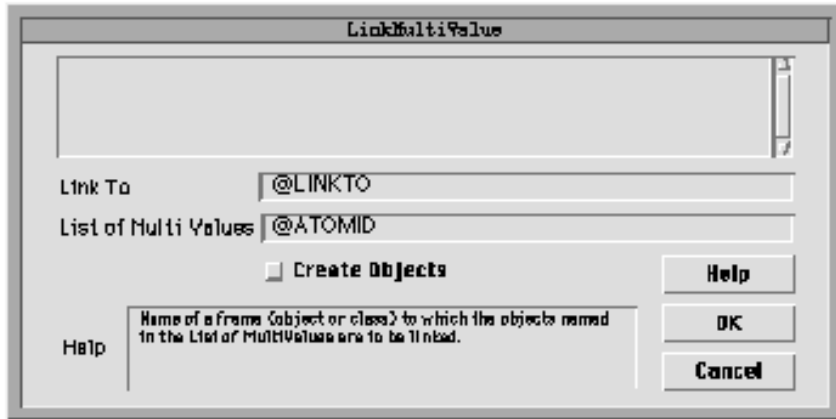 LinkMultiValue
Link To @LINKTO
List of Multi Values @ATOMID
Create Objects
Help
Name of a frame (object or class) to which the objects named
in the List of MultiValues are to be linked.
Help
OK
Cancel